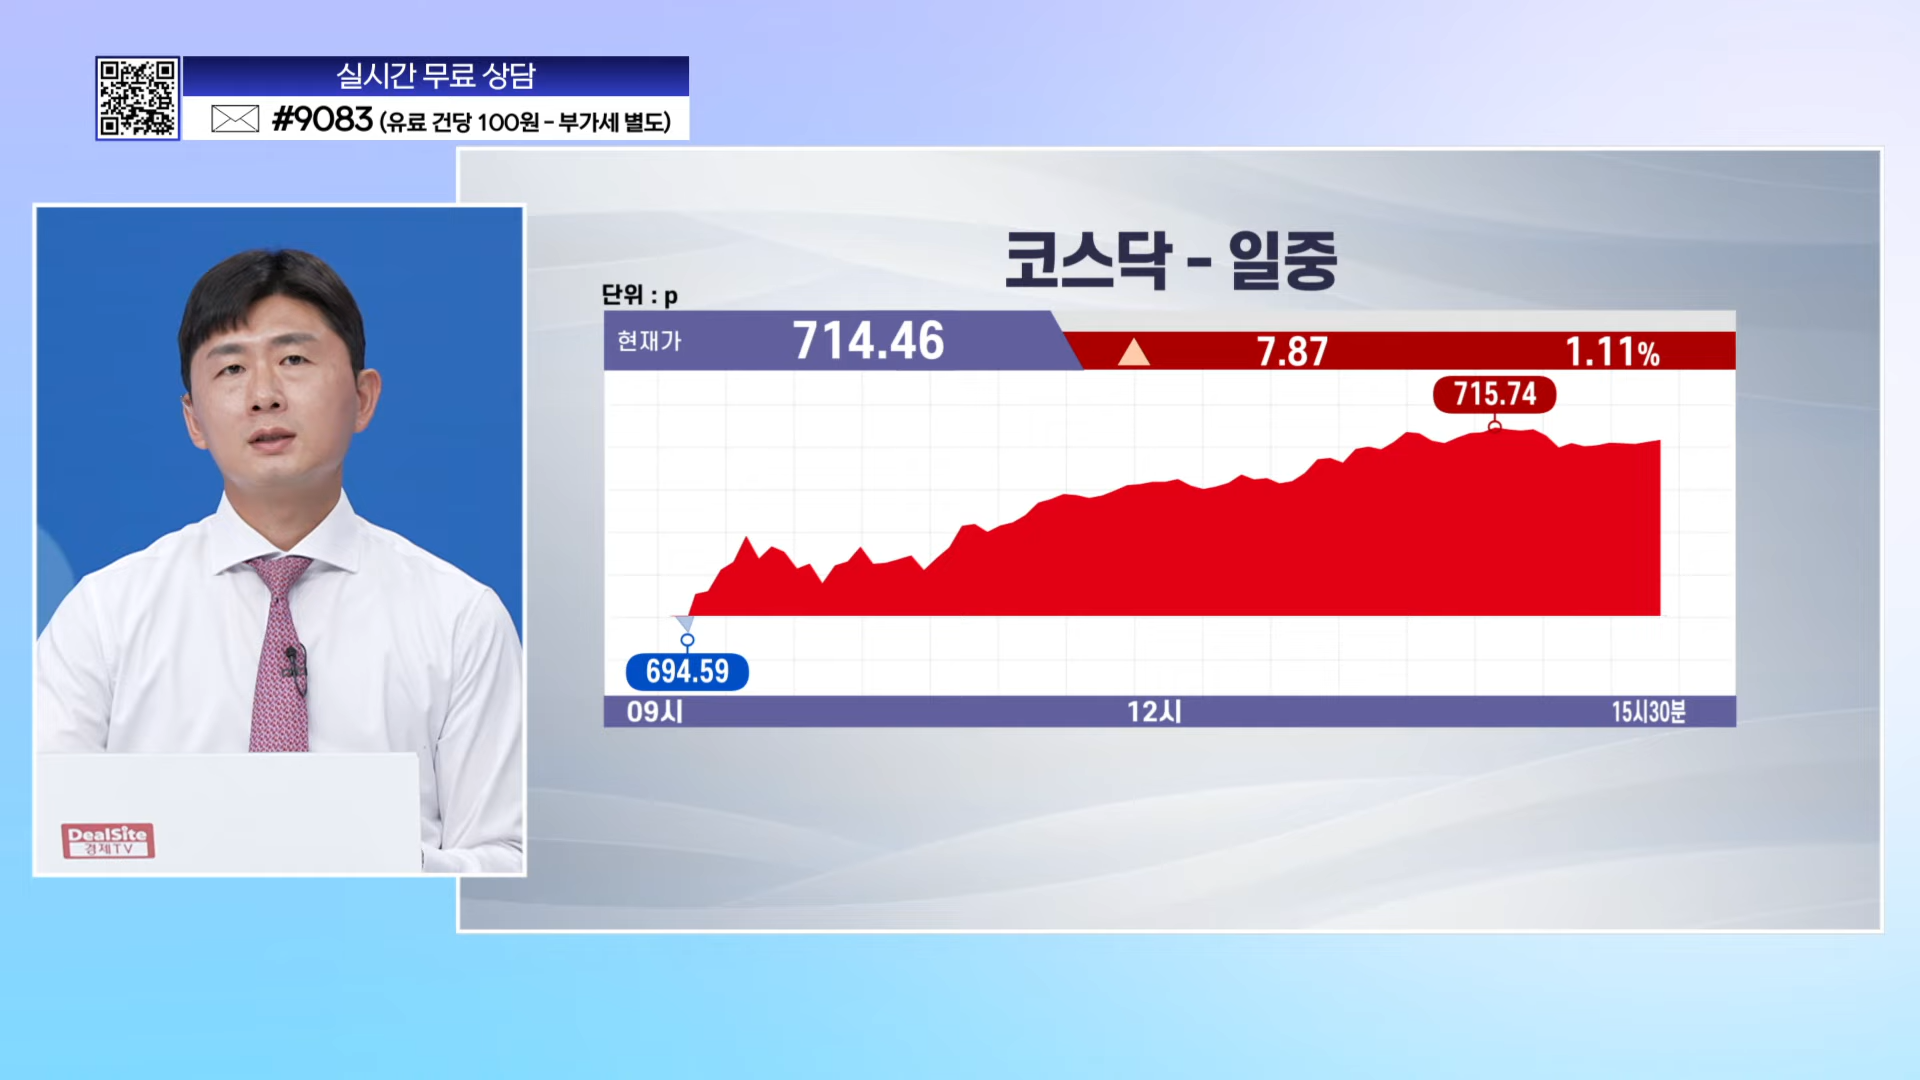 실시간 무료 상담
#9083 (유료 건당 100원 - 부가세 별도)
코스닥 - 일중
단위 : p
현재가 714.46 7.87 1.11%
715.74
694.59
09시 12시 15시30분
DealSite
경제TV